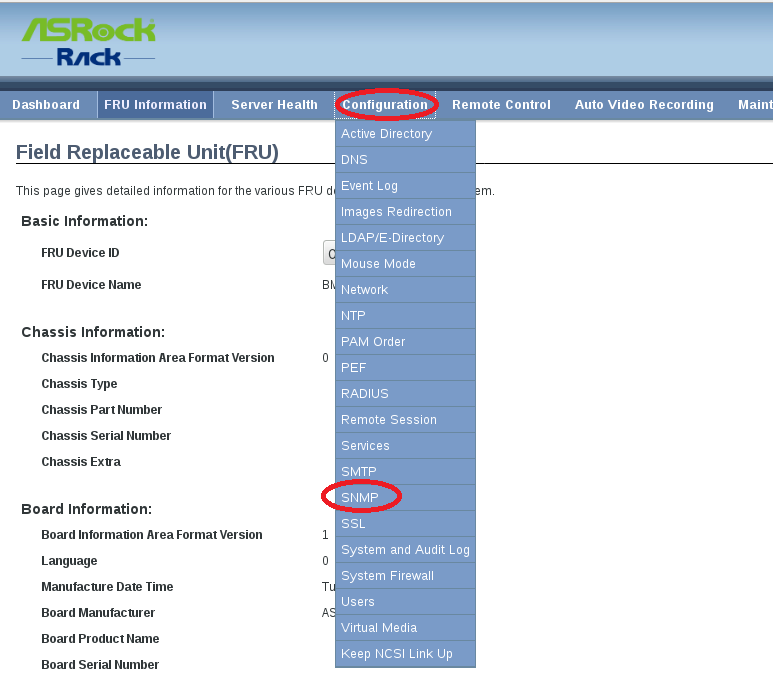 ASRock
Rack
Dashboard FRU Information Server Health Configuration Remote Control Auto Video Recording Maint
Field Replaceable Unit(FRU)
This page gives detailed information for the various FRU de em.
Basic Information:
FRU Device ID
FRU Device Name BM
Chassis Information:
Chassis Information Area Format Version 0
Chassis Type
Chassis Part Number
Chassis Serial Number
Chassis Extra
Board Information:
Board Information Area Format Version 1
Language 0
Manufacture Date Time Tu
Board Manufacturer AS
Board Product Name
Board Serial Number
Active Directory
DNS
Event Log
Images Redirection
LDAP/E-Directory
Mouse Mode
Network
NTP
PAM Order
PEF
RADIUS
Remote Session
Services
SMTP
SNMP
SSL
System and Audit Log
System Firewall
Users
Virtual Media
Keep NCSI Link Up